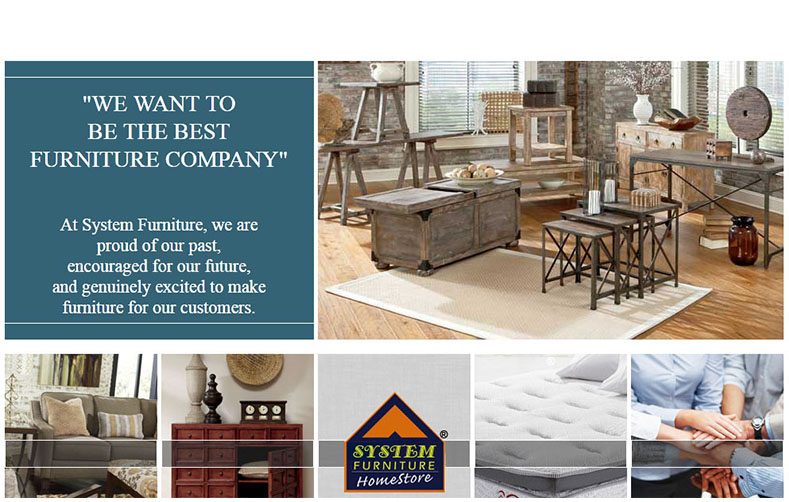 "WE WANT TO
BE THE BEST
FURNITURE COMPANY"
At System Furniture, we are
proud of our past,
encouraged for our future,
and genuinely excited to make
furniture for our customers.
®
SYSTEM
FURNITURE
HomeStore